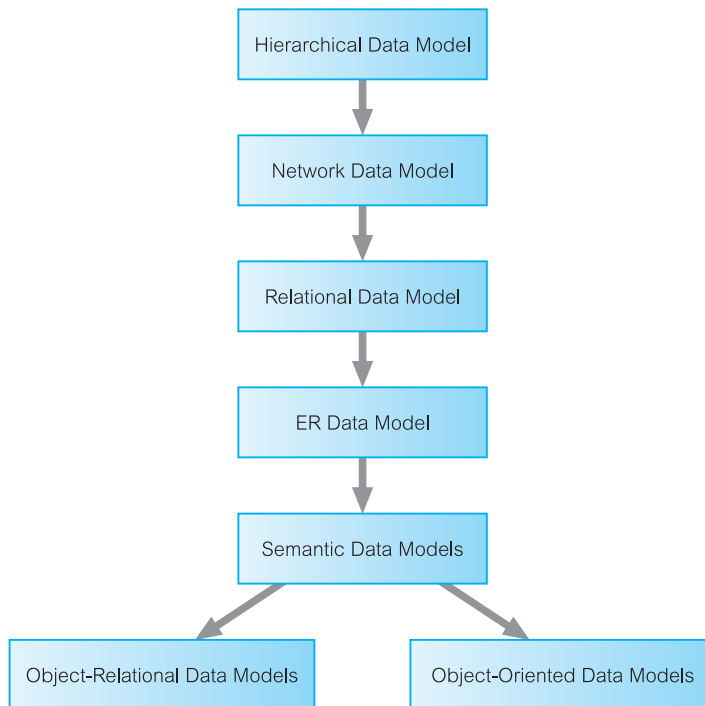 Hierarchical Data Model
Network Data Model
Relational Data Model
ER Data Model
Semantic Data Models
Object-Relational Data Models
Object-Oriented Data Models